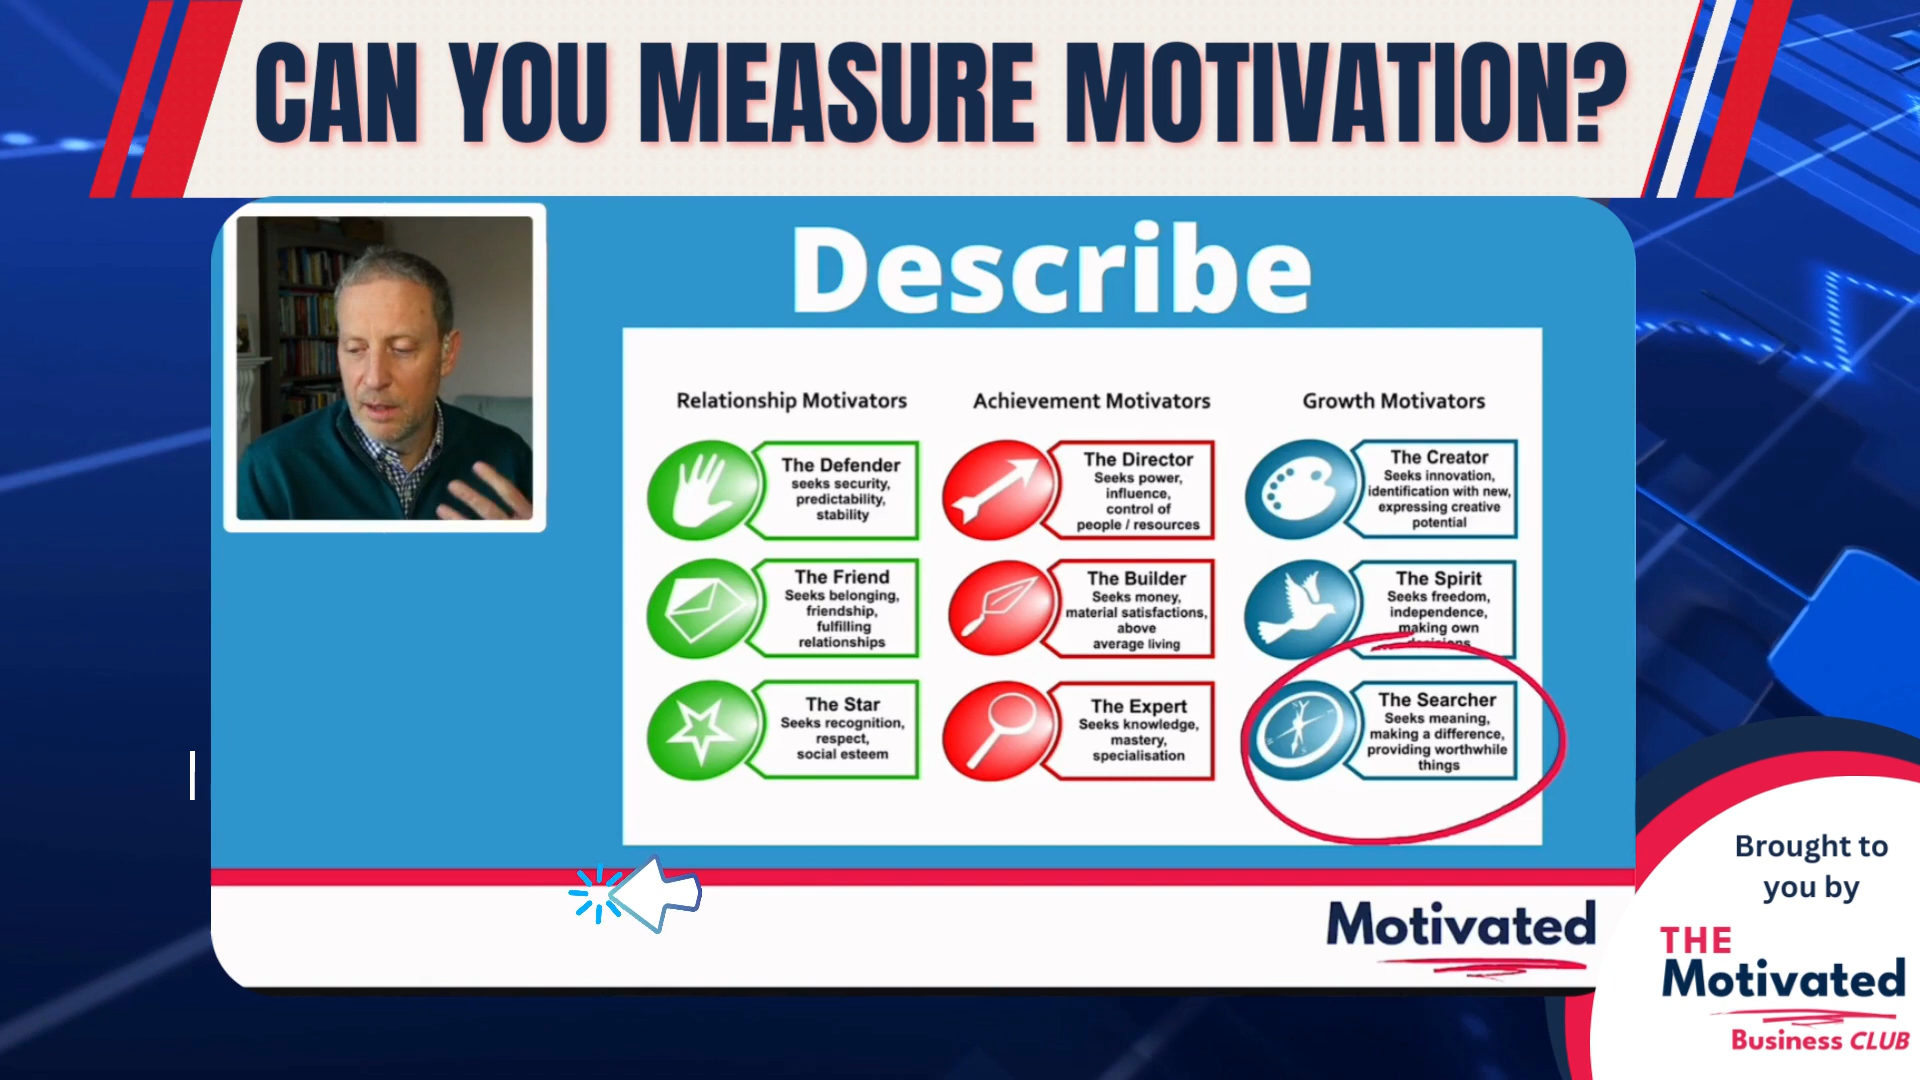 CAN YOU MEASURE MOTIVATION?
Describe
Relationship Motivators
The Defender
seeks security,
predictability,
stability
The Friend
Seeks belonging,
friendship,
fulfilling
relationships
The Star
Seeks recognition,
respect,
social esteem
Achievement Motivators
The Director
Seeks power,
influence,
control of
people / resources
The Builder
Seeks money,
material satisfactions,
above
average living
The Expert
Seeks knowledge,
mastery,
specialisation
Growth Motivators
The Creator
Seeks innovation,
identification with new,
expressing creative
potential
The Spirit
Seeks freedom,
independence,
making own
decisions
The Searcher
Seeks meaning,
making a difference,
providing worthwhile
things
Motivated
Brought to
you by
THE
Motivated
Business CLUB